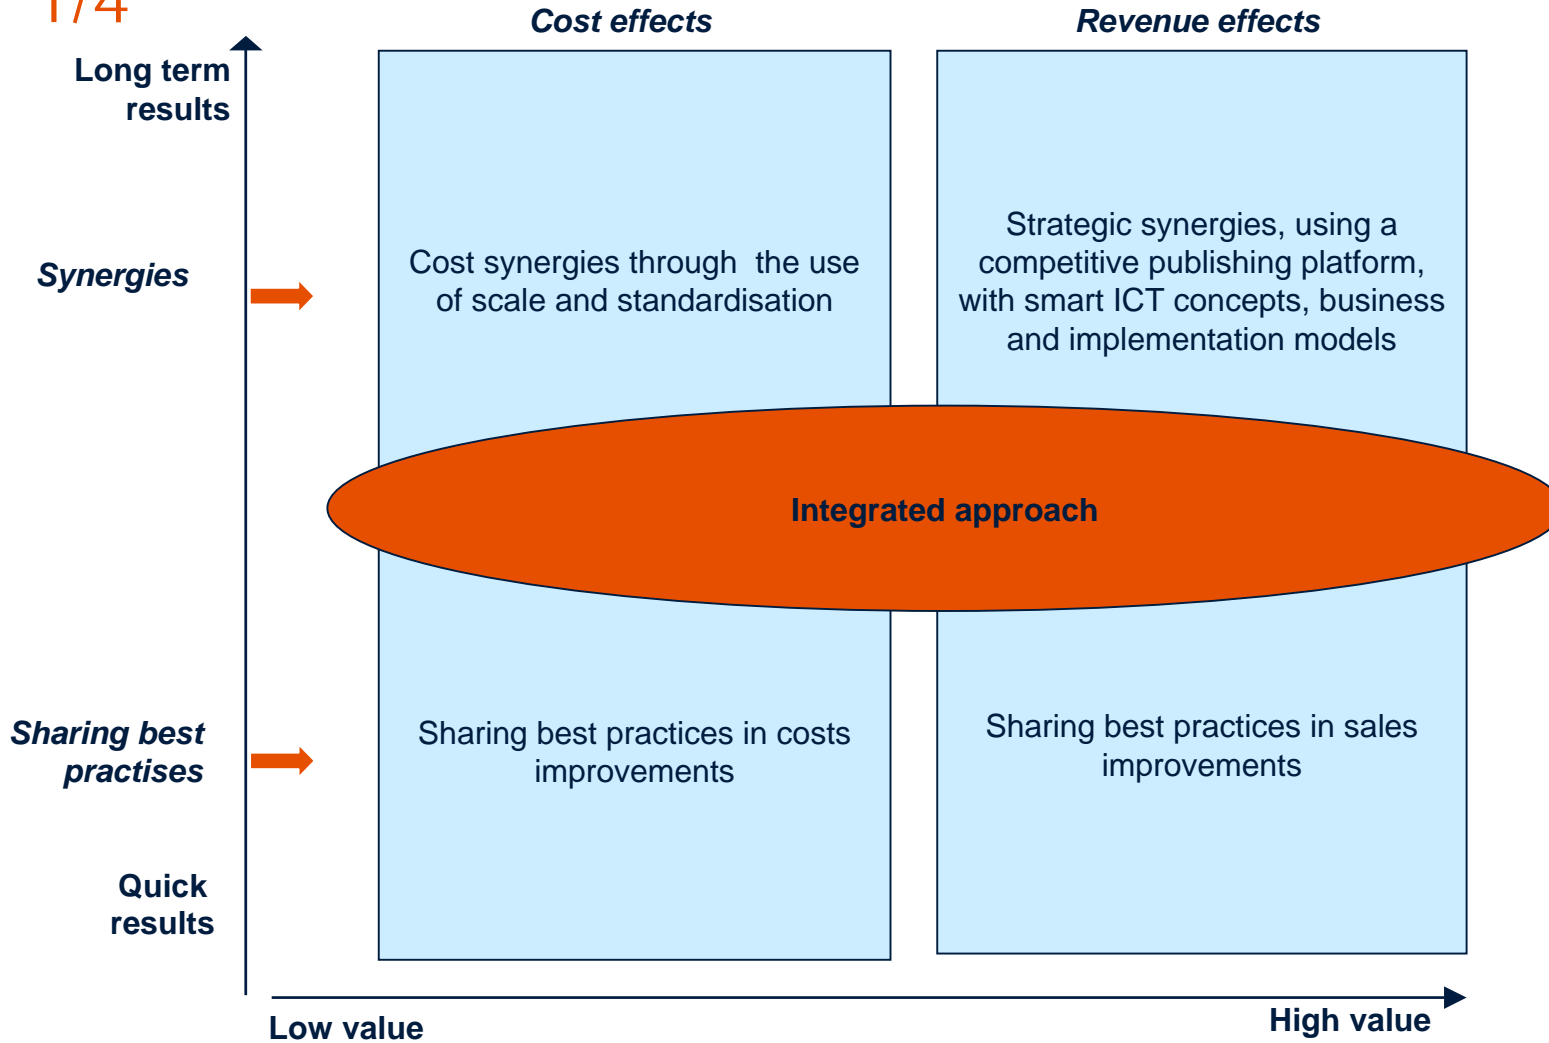 1/4
Cost effects
Revenue effects
Long term
results
Synergies
Cost synergies through  the use
of scale and standardisation
Strategic synergies, using a
competitive publishing platform,
with smart ICT concepts, business
and implementation models
Integrated approach
Sharing best
practises
Sharing best practices in costs
improvements
Sharing best practices in sales
improvements
Quick
results
Low value
High value